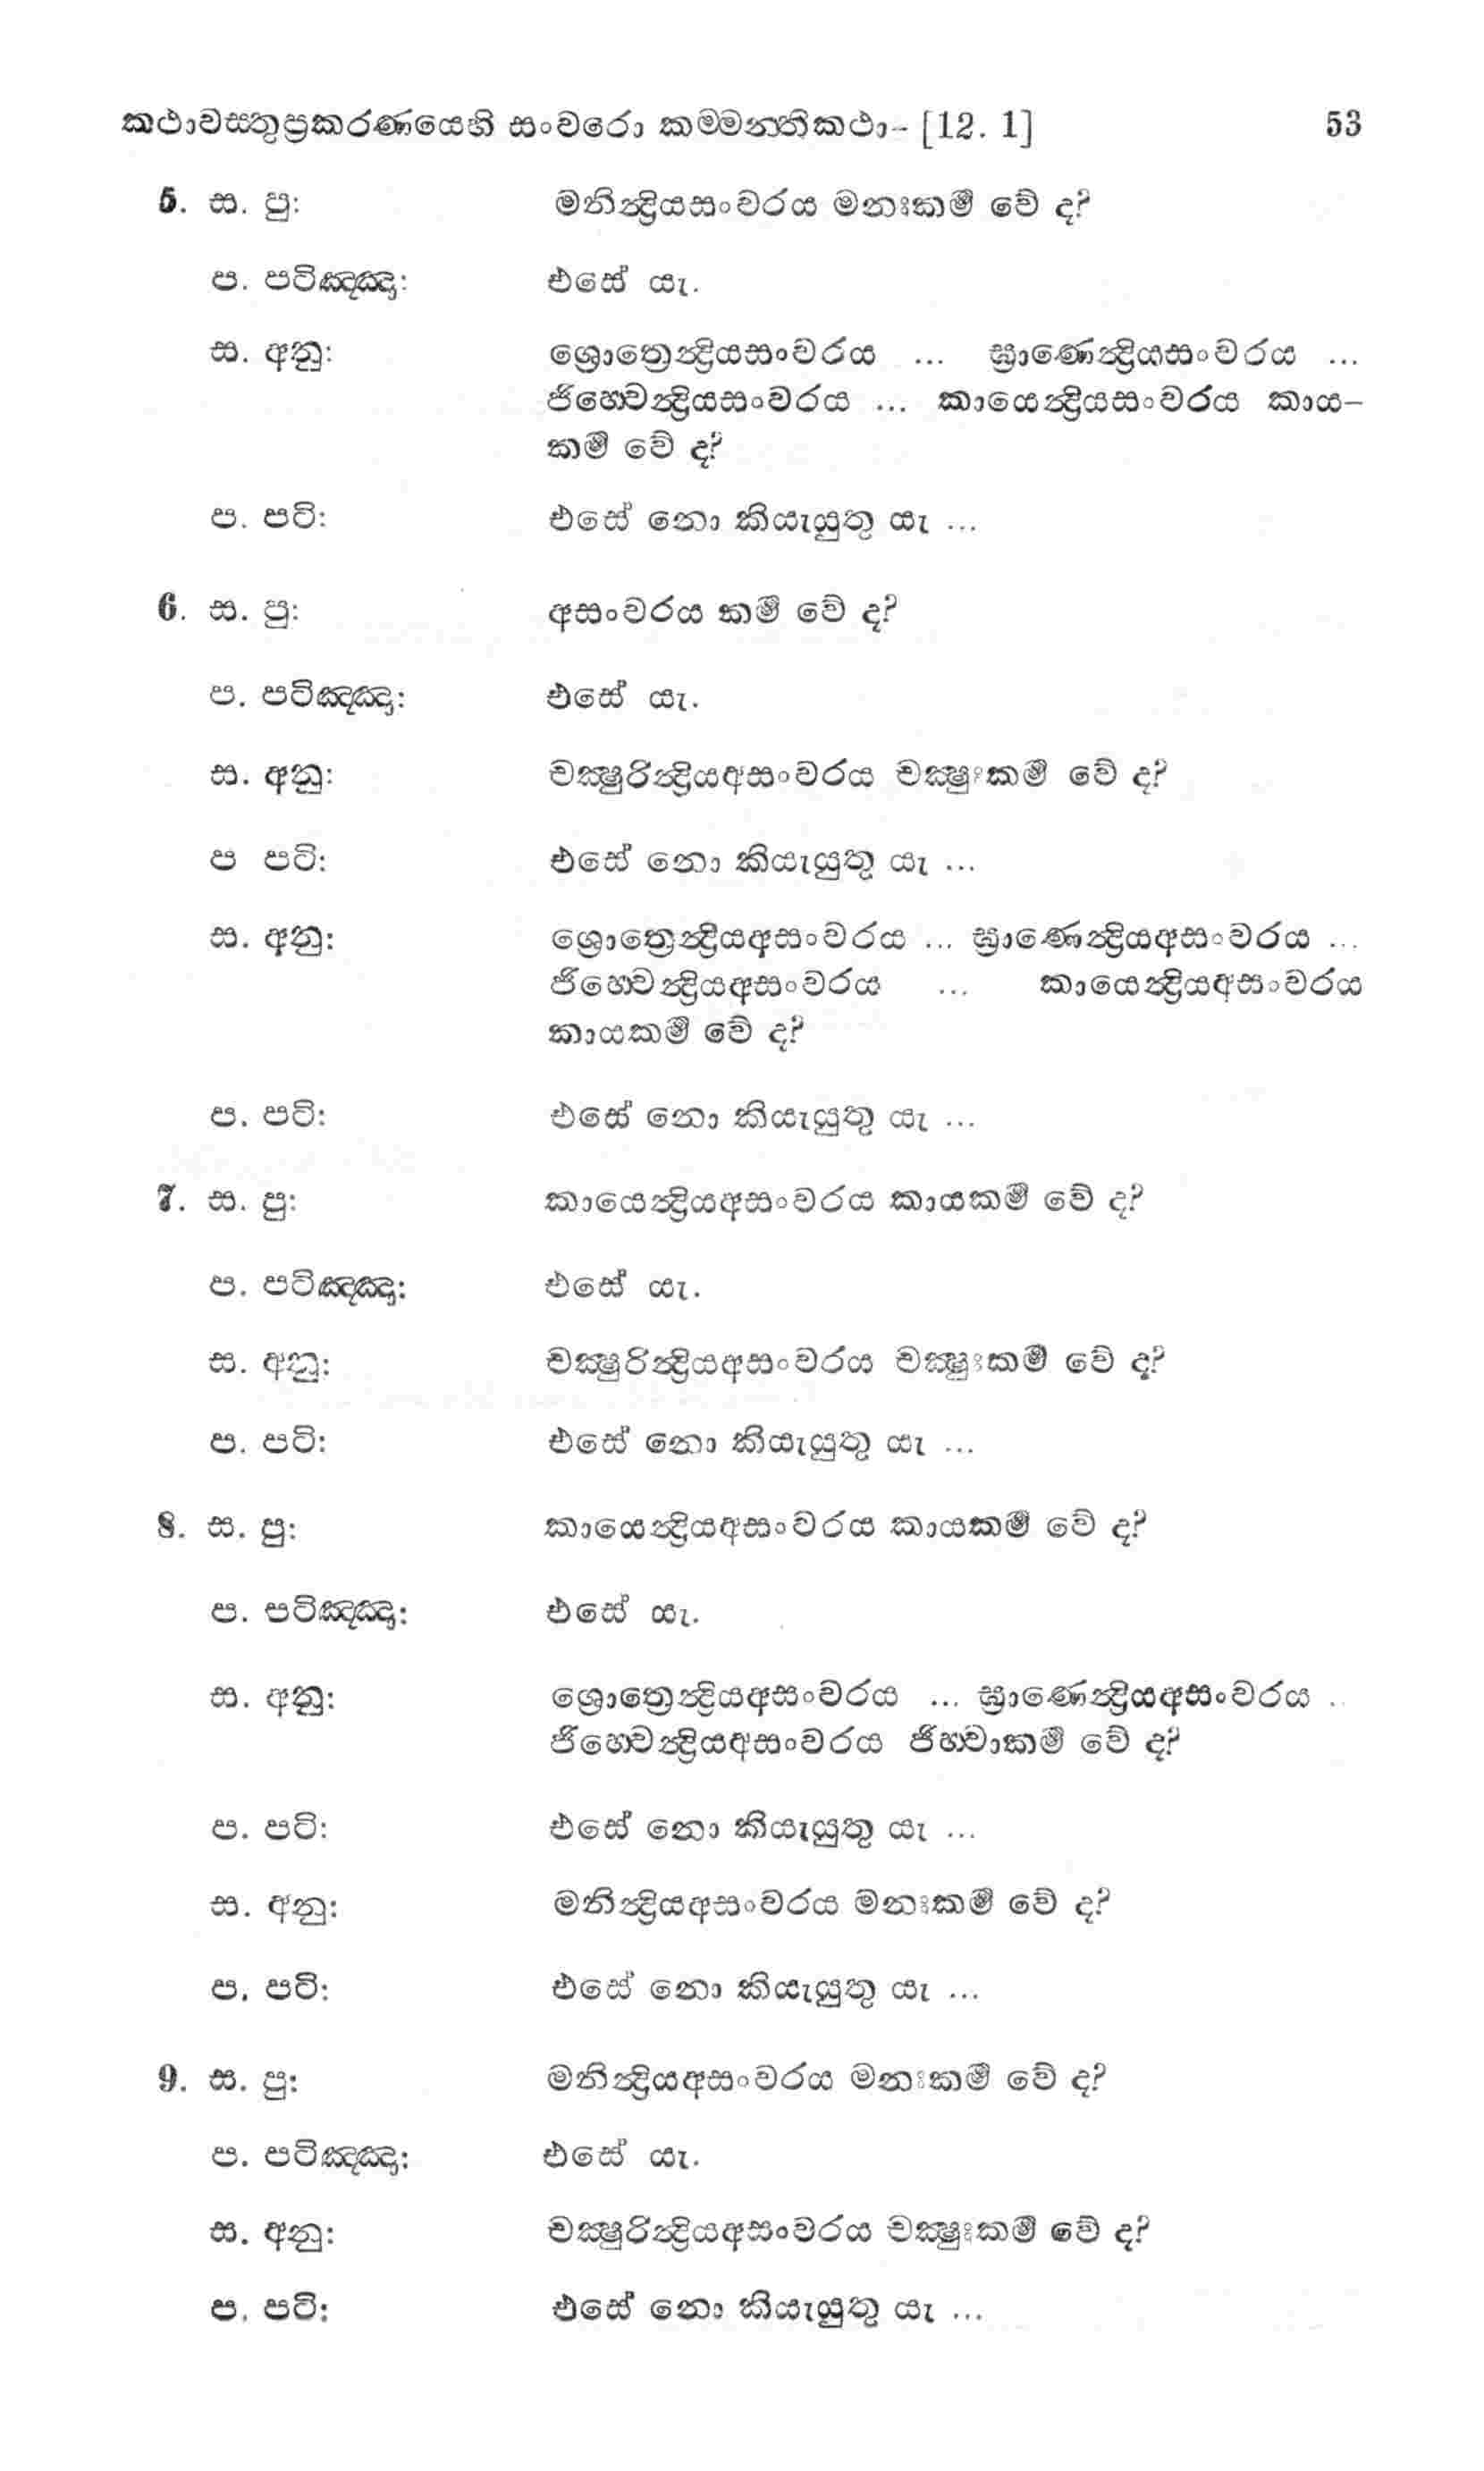 කථාවස්තුප්‍රකරණයෙහි සංවරො කම්මන්තිකථා- [12. 1] 53
5. ස. පු: මනින්‍ද්‍රියසංවරය මනඃකර්‍ම වේ ද?
ප. පටිඤ්ඤ: එසේ යැ.
ස. අනු: ශ්‍රොත්‍රෙන්‍ද්‍රියසංවරය ... ඝ්‍රාණෙන්‍ද්‍රියසංවරය ...
ජිහ්වෙන්‍ද්‍රියසංවරය ... කායෙන්‍ද්‍රියසංවරය කාය-
කර්‍ම වේ ද?
ප. පටි: එසේ නො කියැයුතු යැ ...
6. ස. පු: අසංවරය කර්‍ම වේ ද?
ප. පටිඤ්ඤ: එසේ යැ.
ස. අනු: චක්‍ෂුරින්‍ද්‍රියඅසංවරය චක්‍ෂුඃකර්‍ම වේ ද?
ප පටි: එසේ නො කියැයුතු යැ ...
ස. අනු: ශ්‍රොත්‍රෙන්‍ද්‍රියඅසංවරය ... ඝ්‍රාණෙන්‍ද්‍රියඅසංවරය ...
ජිහ්වෙන්‍ද්‍රියඅසංවරය ... කායෙන්‍ද්‍රියඅසංවරය
කායකර්‍ම වේ ද?
ප. පටි: එසේ නො කියැයුතු යැ ...
7. ස. පු: කායෙන්‍ද්‍රියඅසංවරය කායකර්‍ම වේ ද?
ප. පටිඤ්ඤ: එසේ යැ.
ස. අනු: චක්‍ෂුරින්‍ද්‍රියඅසංවරය චක්‍ෂුඃකර්‍ම වේ ද?
ප. පටි: එසේ නො කියැයුතු යැ ...
8. ස. පු: කායෙන්‍ද්‍රියඅසංවරය කායකර්‍ම වේ ද?
ප. පටිඤ්ඤ: එසේ යැ.
ස. අනු: ශ්‍රොත්‍රෙන්‍ද්‍රියඅසංවරය ... ඝ්‍රාණෙන්‍ද්‍රියඅසංවරය ..
ජිහ්වෙන්‍ද්‍රියඅසංවරය ජිහ්වාකර්‍ම වේ ද?
ප. පටි: එසේ නො කියැයුතු යැ ...
ස. අනු: මනින්‍ද්‍රියඅසංවරය මනඃකර්‍ම වේ ද?
ප. පටි: එසේ නො කියැයුතු යැ ...
9. ස. පු: මනින්‍ද්‍රියඅසංවරය මනඃකර්‍ම වේ ද?
ප. පටිඤ්ඤ: එසේ යැ.
ස. අනු: චක්‍ෂුරින්‍ද්‍රියඅසංවරය චක්‍ෂුඃකර්‍ම වේ ද?
ප. පටි: එසේ නො කියැයුතු යැ ...